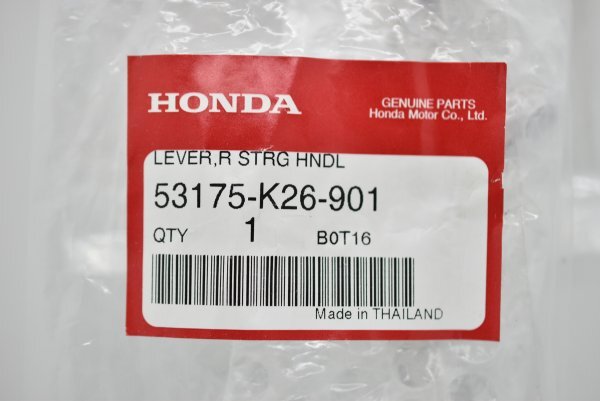 HONDA
GENUINE PARTS
Honda Motor Co., Ltd.
LEVER,R STRG HNDL
53175-K26-901
QTY 1 B0T16
Made in THAILAND